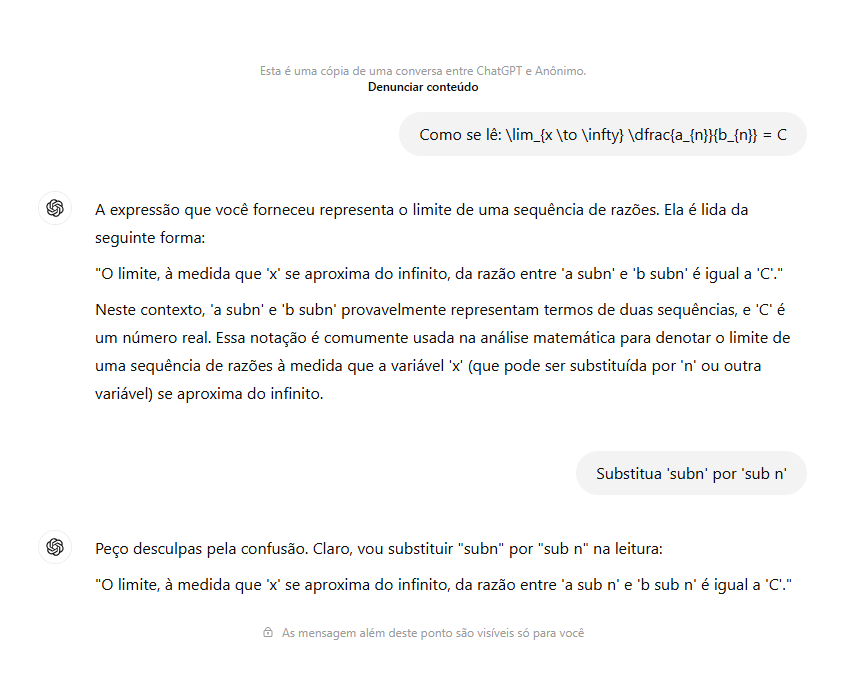 Esta é uma cópia de uma conversa entre ChatGPT e Anônimo.
Denunciar conteúdo
Como se lê: \lim_{x \to \infty} \dfrac{a_{n}}{b_{n}} = C
A expressão que você forneceu representa o limite de uma sequência de razões. Ela é lida da
seguinte forma:
"O limite, à medida que 'x' se aproxima do infinito, da razão entre 'a subn' e 'b subn' é igual a 'C'."
Neste contexto, 'a subn' e 'b subn' provavelmente representam termos de duas sequências, e 'C' é
um número real. Essa notação é comumente usada na análise matemática para denotar o limite de
uma sequência de razões à medida que a variável 'x' (que pode ser substituída por 'n' ou outra
variável) se aproxima do infinito.
Substitua 'subn' por 'sub n'
Peço desculpas pela confusão. Claro, vou substituir "subn" por "sub n" na leitura:
"O limite, à medida que 'x' se aproxima do infinito, da razão entre 'a sub n' e 'b sub n' é igual a 'C'."
As mensagem além deste ponto são visíveis só para você